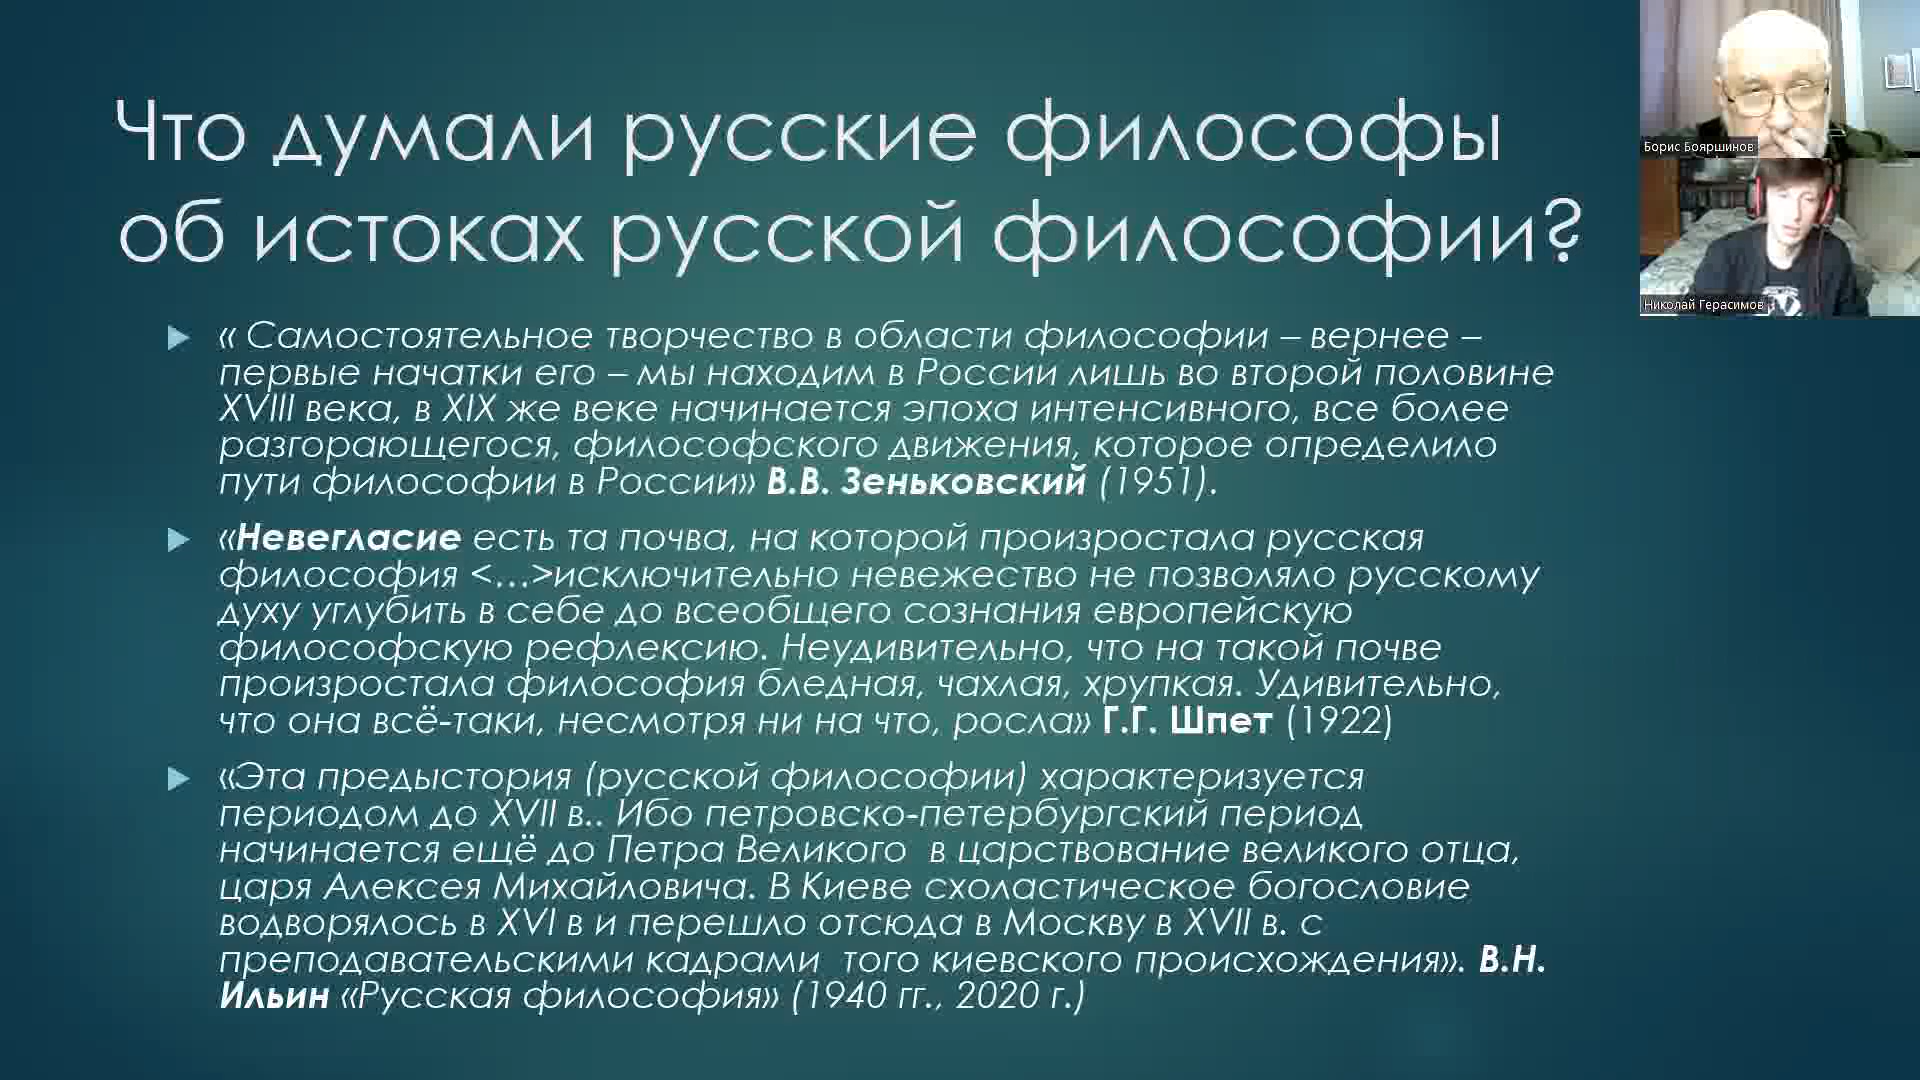 Что думали русские философы
об истоках русской философии?
« Самостоятельное творчество в области философии – вернее –
первые начатки его – мы находим в России лишь во второй половине
XVIII века, в XIX же веке начинается эпоха интенсивного, все более
разгорающегося, философского движения, которое определило
пути философии в России» В.В. Зеньковский (1951).
«Невегласие есть та почва, на которой произростала русская
философия <…>исключительно невежество не позволяло русскому
духу углубить в себе до всеобщего сознания европейскую
философскую рефлексию. Неудивительно, что на такой почве
произростала философия бледная, чахлая, хрупкая. Удивительно,
что она всё-таки, несмотря ни на что, росла» Г.Г. Шпет (1922)
«Эта предыстория (русской философии) характеризуется
периодом до XVII в.. Ибо петровско-петербургский период
начинается ещё до Петра Великого  в царствование великого отца,
царя Алексея Михайловича. В Киеве схоластическое богословие
водворялось в XVI в и перешло отсюда в Москву в XVII в. с
преподавательскими кадрами  того киевского происхождения». В.Н.
Ильин «Русская философия» (1940 гг., 2020 г.)
Борис Бояршинов
Николай Герасимов